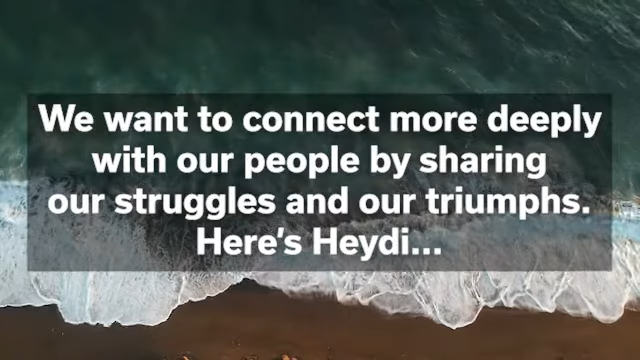 We want to connect more deeply
with our people by sharing
our struggles and our triumphs.
Here's Heydi...